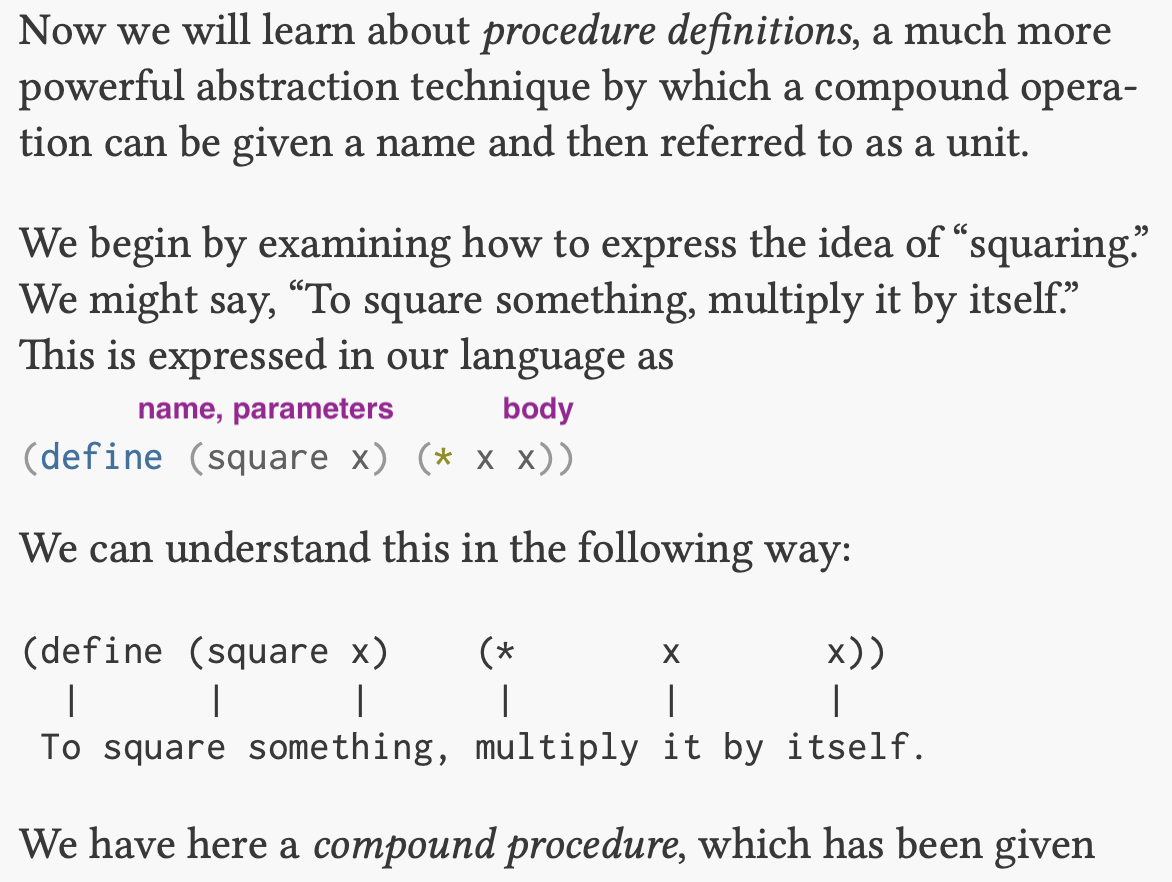 Now we will learn about procedure definitions, a much more
powerful abstraction technique by which a compound opera-
tion can be given a name and then referred to as a unit.
We begin by examining how to express the idea of “squaring.”
We might say, “To square something, multiply it by itself.”
This is expressed in our language as
name, parameters body
(define (square x) (* x x))
We can understand this in the following way:
(define (square x)    (*        x        x))
|       |       |       |        |        |
To square something, multiply it by itself.
We have here a compound procedure, which has been given